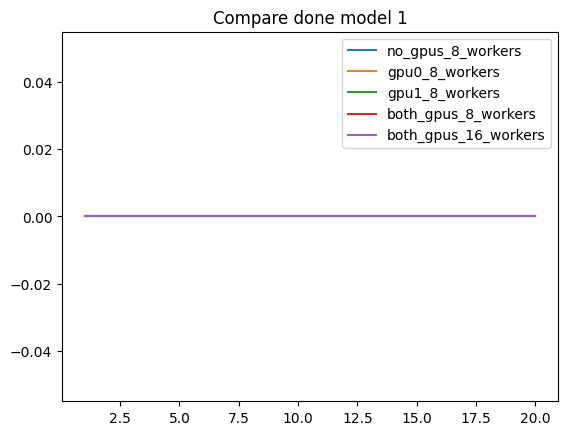 Compare done model 1
no_gpus_8_workers
gpu0_8_workers
gpu1_8_workers
both_gpus_8_workers
both_gpus_16_workers
0.04
0.02
0.00
−0.02
−0.04
2.5 5.0 7.5 10.0 12.5 15.0 17.5 20.0